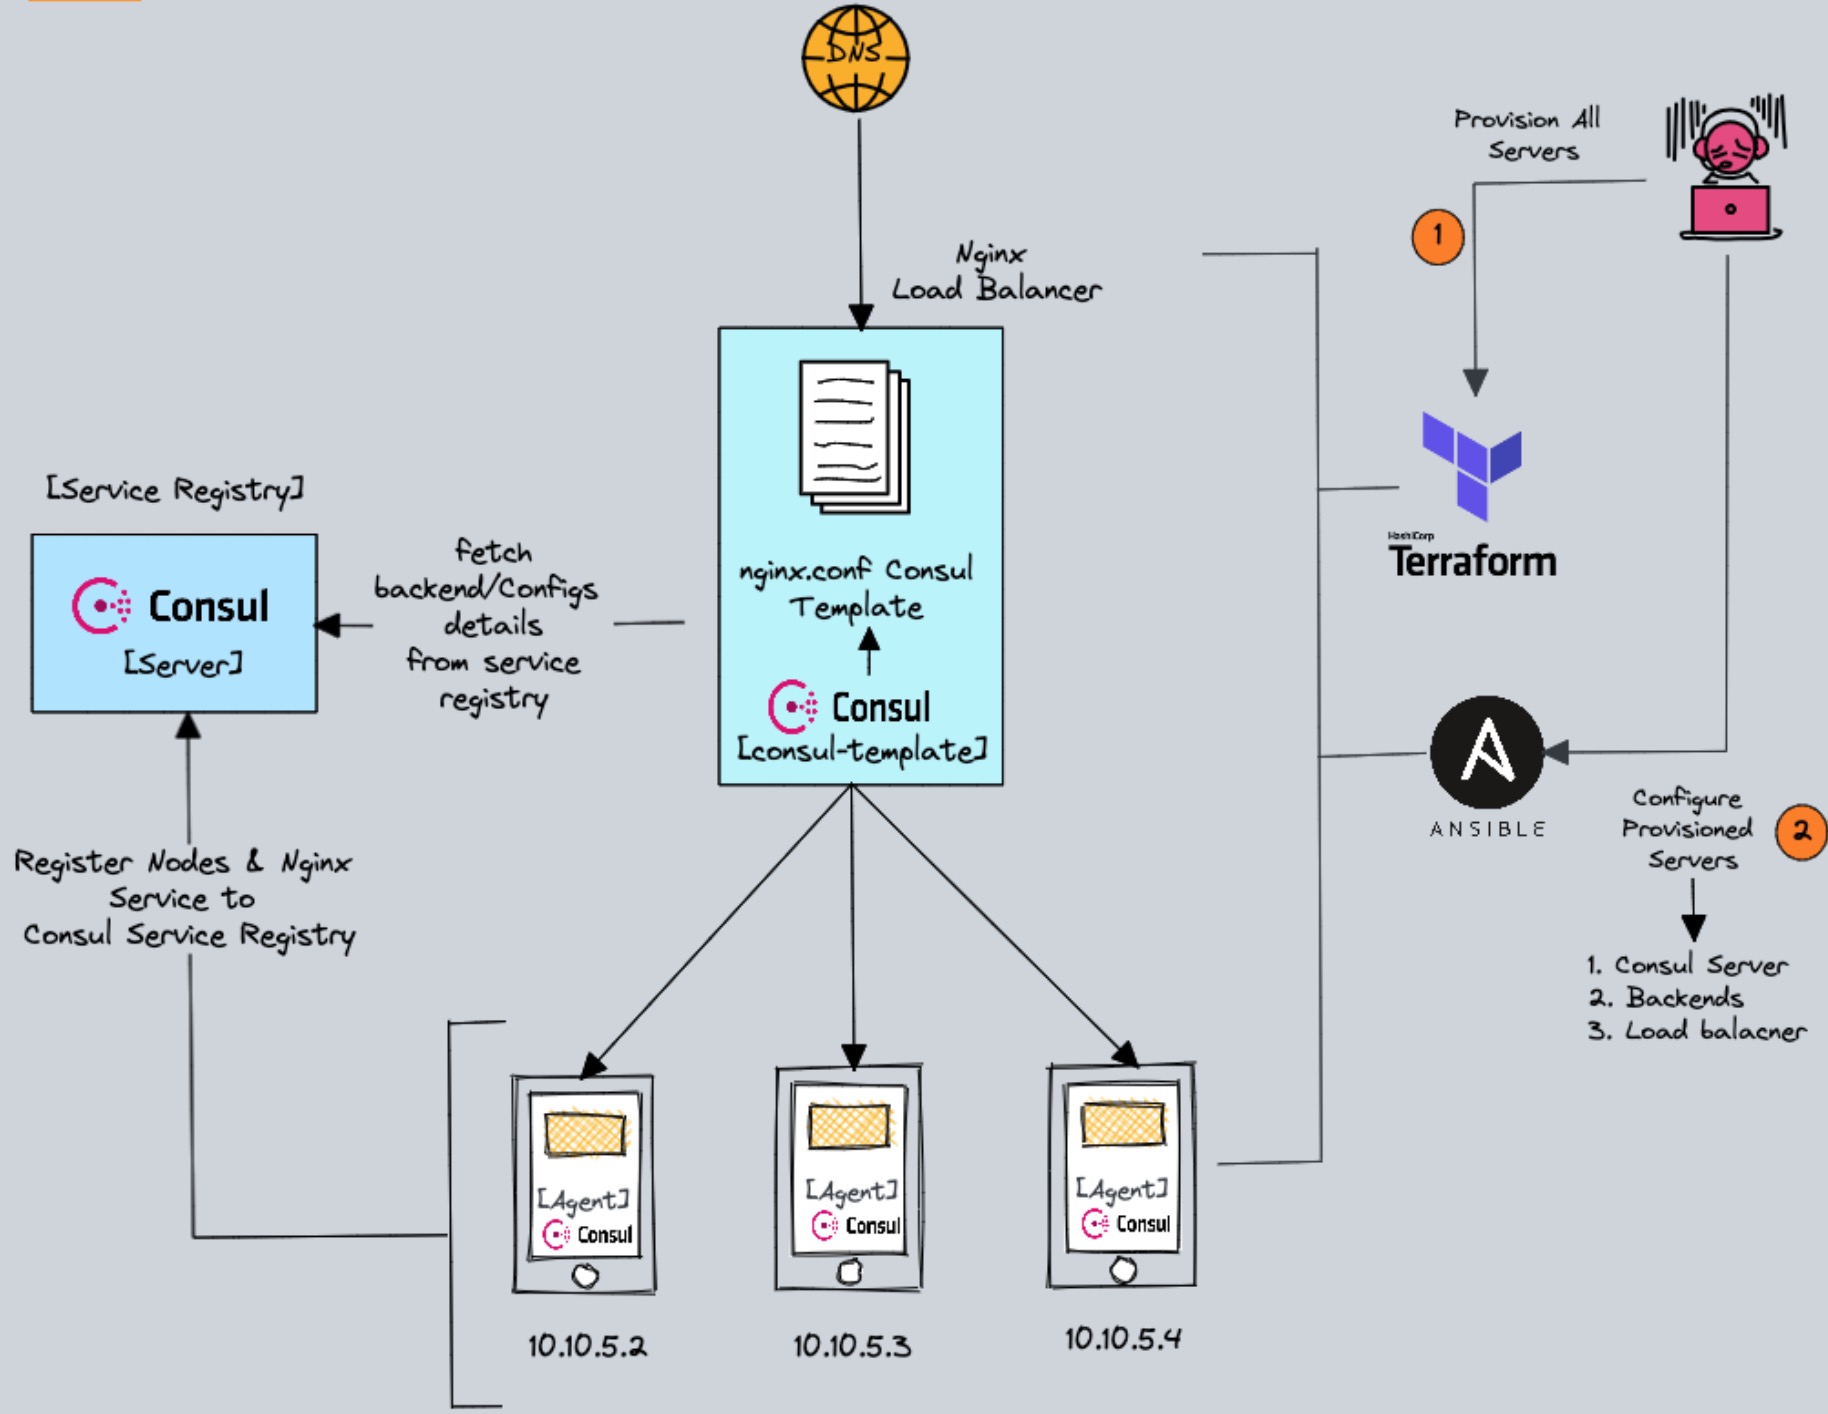 DNS
Provision All
Servers
1
Nginx
Load Balancer
[Service Registry]
Consul
[Server]
fetch
backend/Configs
details
from service
registry
nginx.conf Consul
Template
Consul
[consul-template]
HashiCorp
Terraform
ANSIBLE
Configure
Provisioned
Servers
2
1. Consul Server
2. Backends
3. Load balacner
Register Nodes & Nginx
Service to
Consul Service Registry
[Agent]
Consul
10.10.5.2
[Agent]
Consul
10.10.5.3
[Agent]
Consul
10.10.5.4